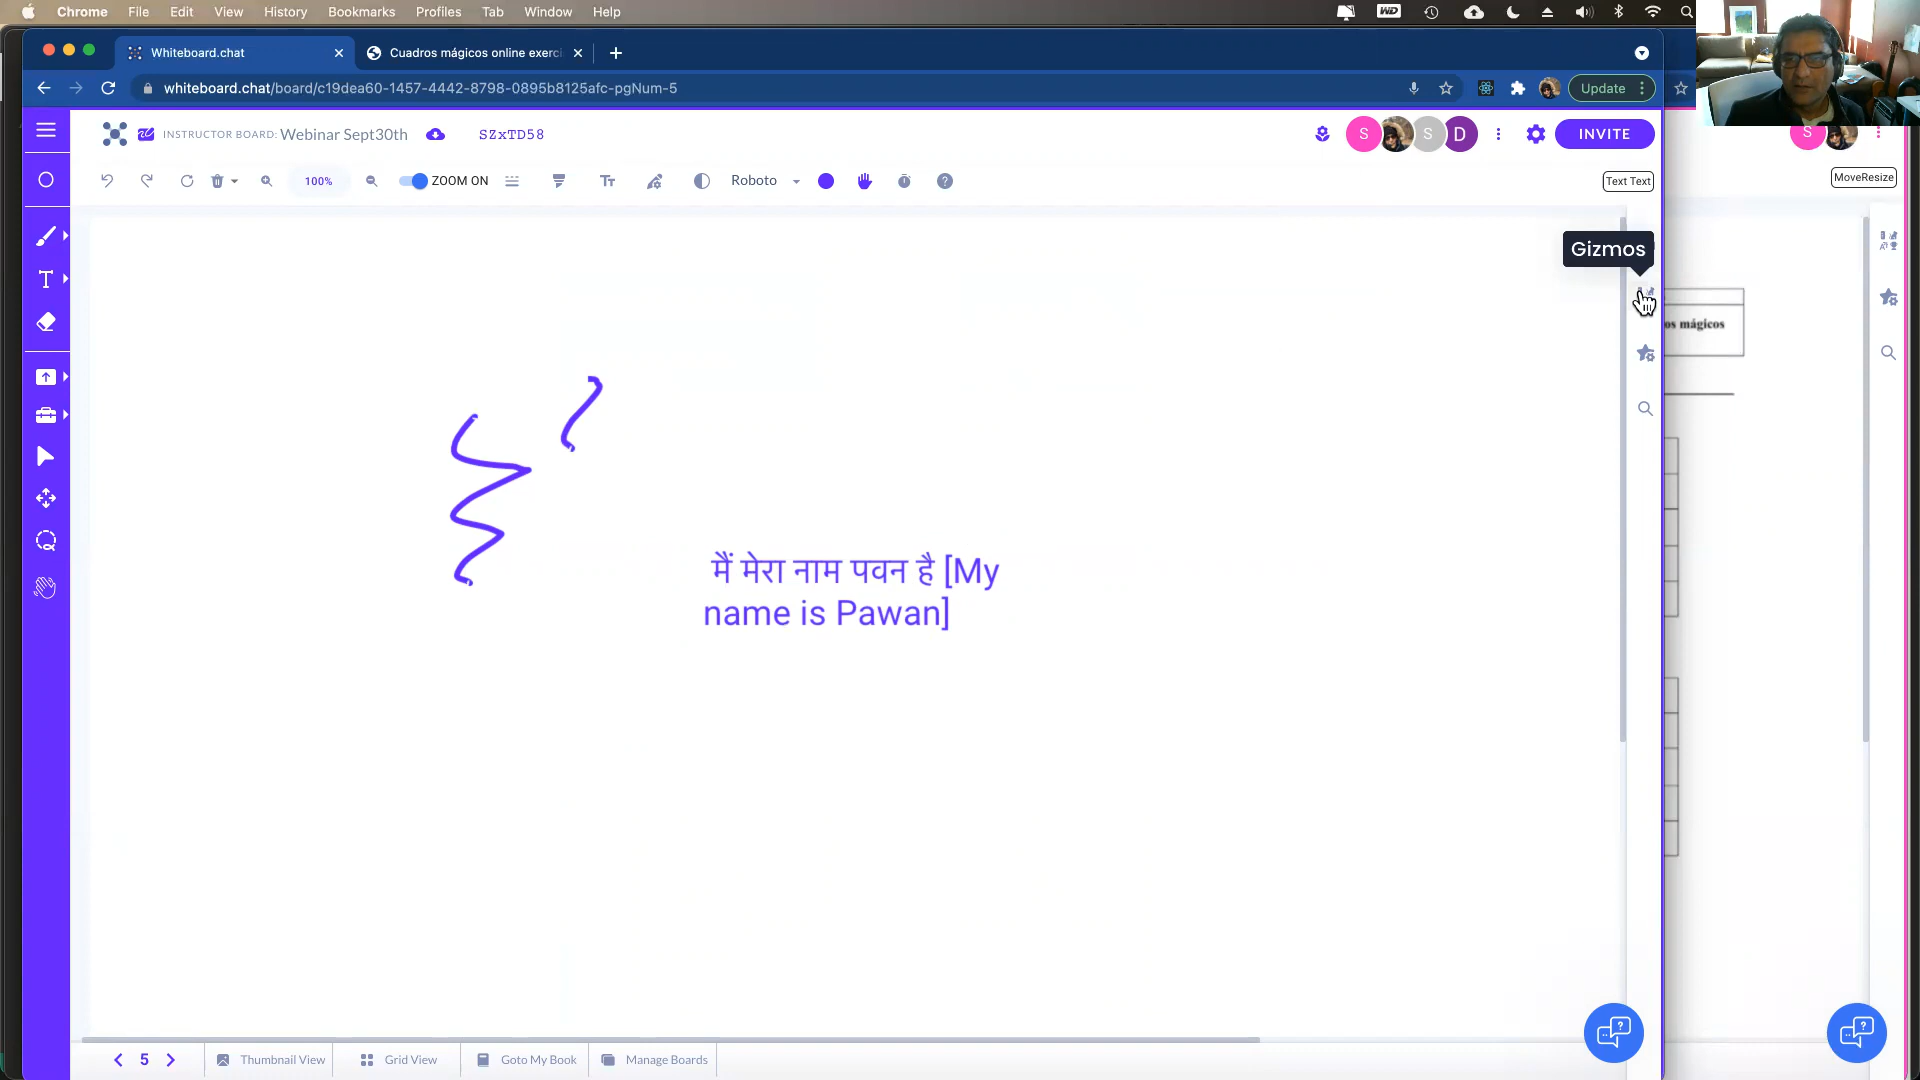 Chrome File Edit View History Bookmarks Profiles Tab Window Help
WD
Whiteboard.chat
Cuadros mágicos online exerci
whiteboard.chat/board/c19dea60-1457-4442-8798-0895b8125afc-pgNum-5
Update
INSTRUCTOR BOARD: Webinar Sept30th
SZxTD58
S S D
INVITE
S
100%
ZOOM ON
Roboto
Text Text
MoveResize
Gizmos
os mágicos
मैं मेरा नाम पवन है [My
name is Pawan]
5
Thumbnail View
Grid View
Goto My Book
Manage Boards